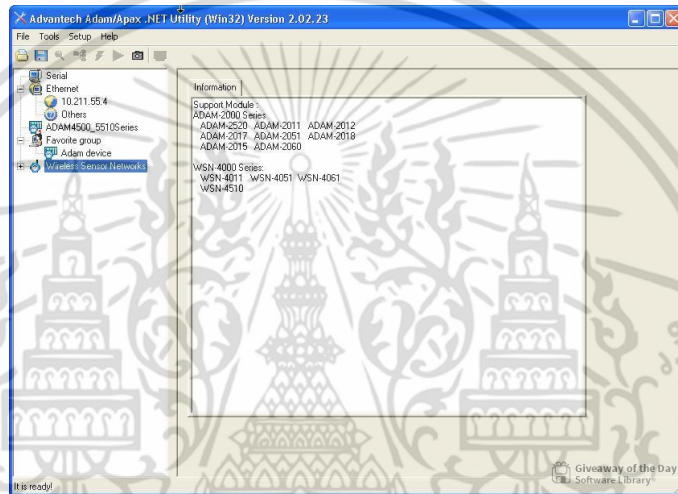 Advantech Adam/Apax .NET Utility (Win32) Version 2.02.23
File Tools Setup Help
Serial
Ethernet
10.211.55.4
Others
ADAM4500_5510Series
Favorite group
Adam device
Wireless Sensor Networks
Information
Support Module :
ADAM-2000 Series
ADAM-2520 ADAM-2011 ADAM-2012
ADAM-2017 ADAM-2051 ADAM-2018
ADAM-2015 ADAM-2060
WSN-4000 Series:
WSN-4011 WSN-4051 WSN-4061
WSN-4510
Giveaway of the Day
Software Library
It is ready!